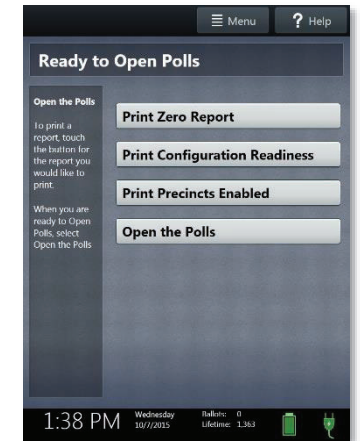 Menu
? Help
Ready to Open Polls
Open the Polls
To print a
report, touch
the button for
the report you
would like to
print.
When you are
ready to Open
Polls, select
Open the Polls
Print Zero Report
Print Configuration Readiness
Print Precincts Enabled
Open the Polls
1:38 PM
Wednesday
10/7/2015
Ballots: 0
Lifetime: 1,363